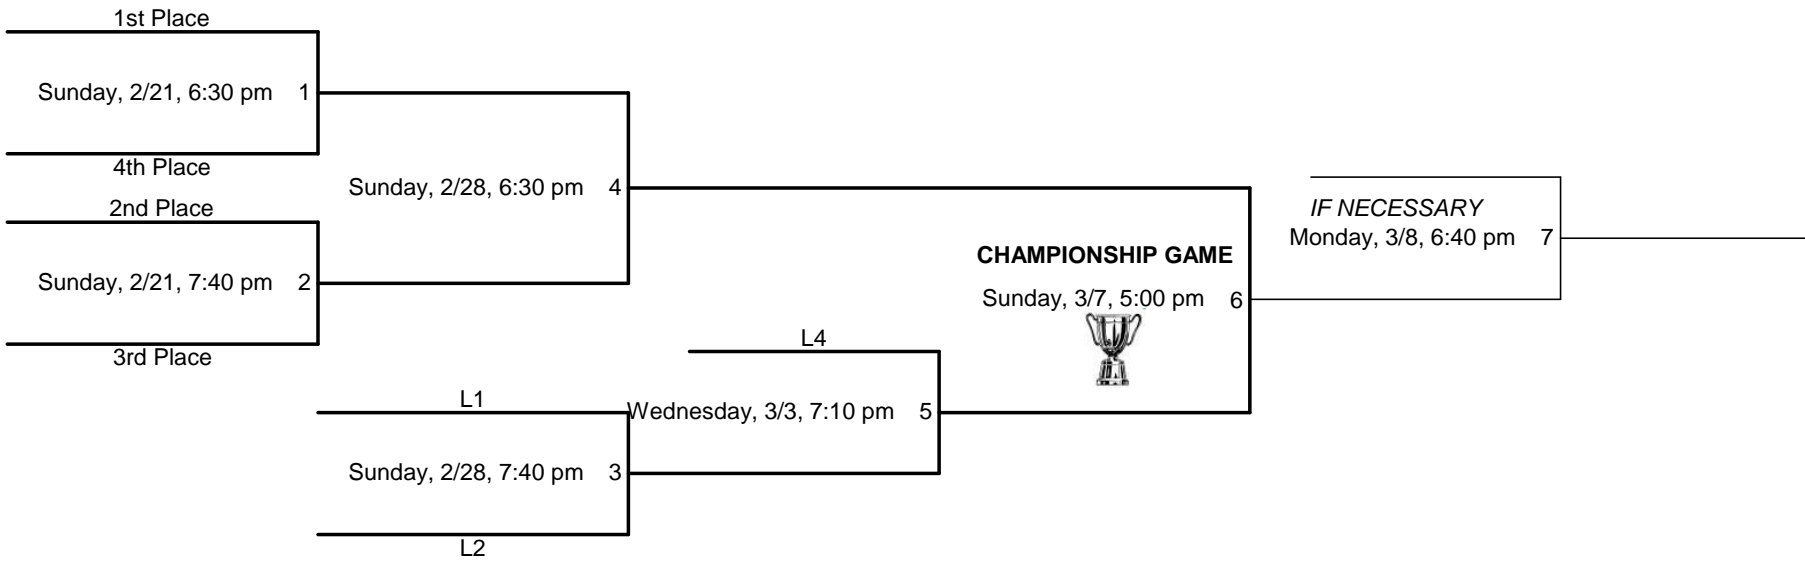 1st Place
Sunday, 2/21, 6:30 pm 1
4th Place
2nd Place
Sunday, 2/21, 7:40 pm 2
3rd Place
Sunday, 2/28, 6:30 pm 4
L1
Sunday, 2/28, 7:40 pm 3
L2
L4
Wednesday, 3/3, 7:10 pm 5
CHAMPIONSHIP GAME
Sunday, 3/7, 5:00 pm 6
IF NECESSARY
Monday, 3/8, 6:40 pm 7